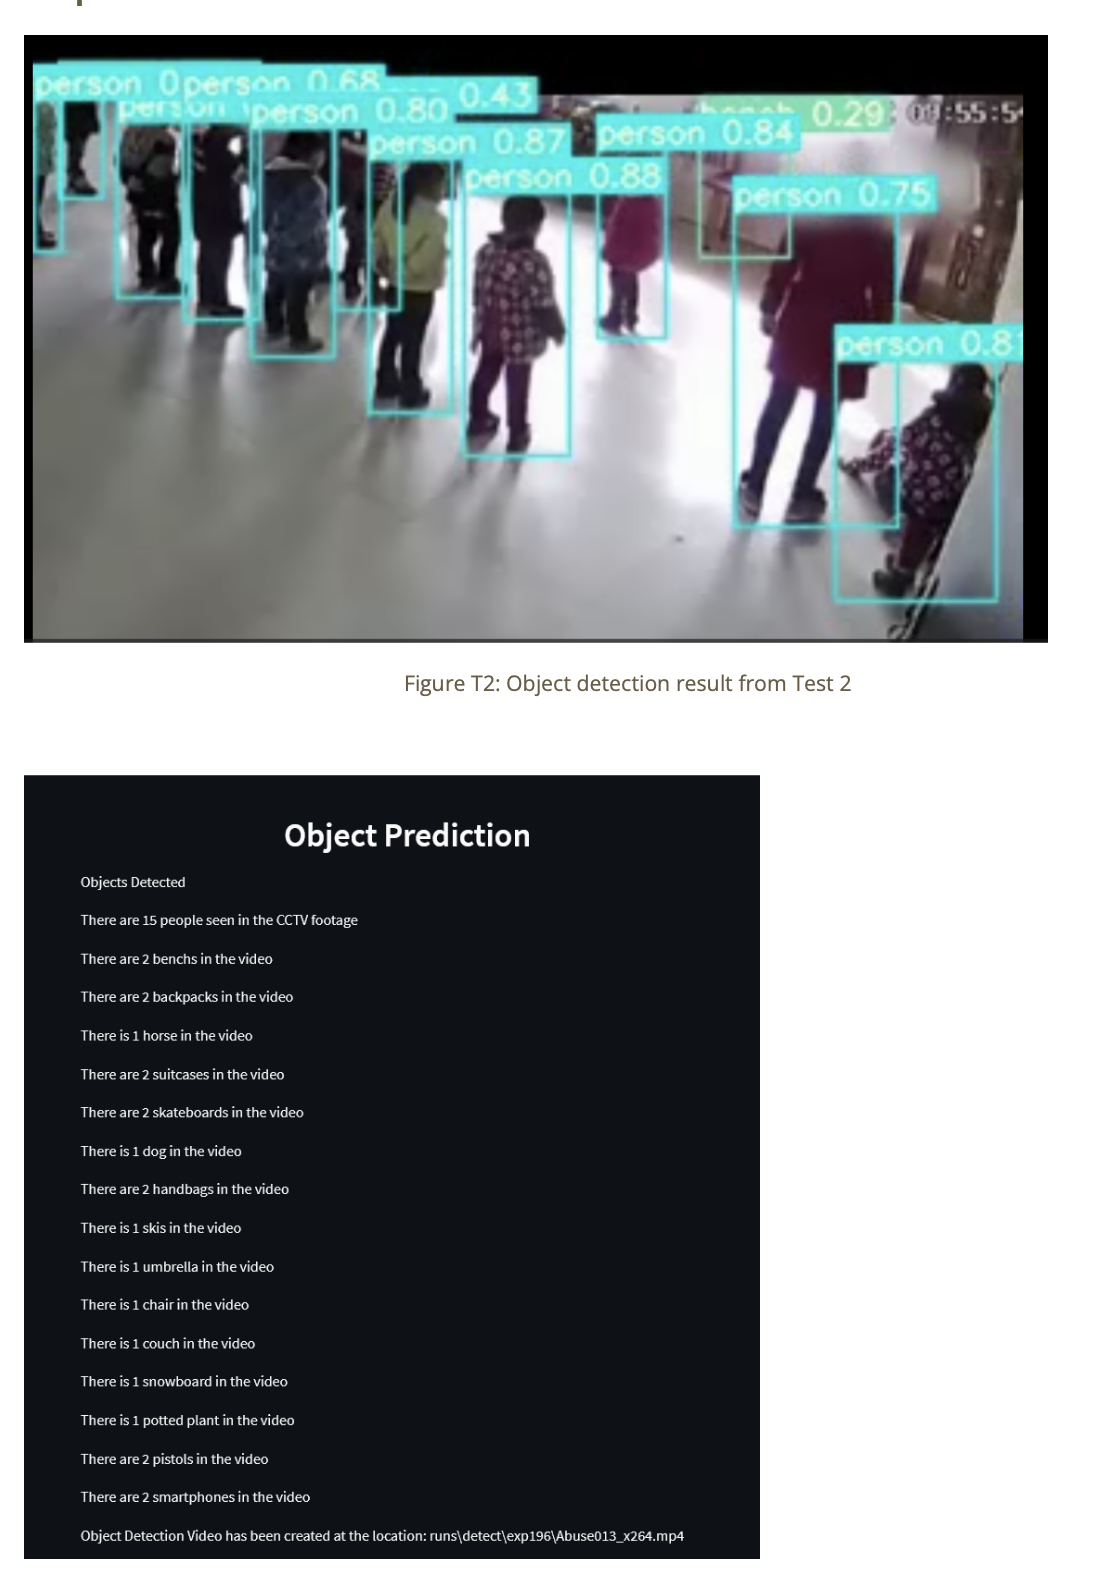 person 0
person 0.68
person
person 0.80
0.43
bench 0.29
:55:5
person 0.87
person 0.84
person 0.88
person 0.75
person 0.81
Figure T2: Object detection result from Test 2
Object Prediction
Objects Detected
There are 15 people seen in the CCTV footage
There are 2 benchs in the video
There are 2 backpacks in the video
There is 1 horse in the video
There are 2 suitcases in the video
There are 2 skateboards in the video
There is 1 dog in the video
There are 2 handbags in the video
There is 1 skis in the video
There is 1 umbrella in the video
There is 1 chair in the video
There is 1 couch in the video
There is 1 snowboard in the video
There is 1 potted plant in the video
There are 2 pistols in the video
There are 2 smartphones in the video
Object Detection Video has been created at the location: runs\detect\exp196\Abuse013_x264.mp4